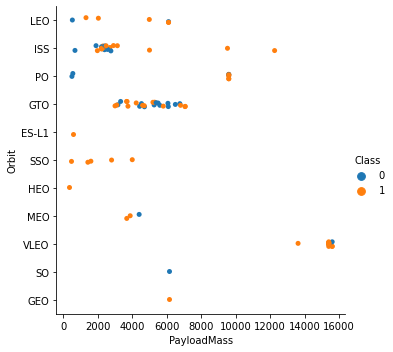 LEO
ISS
PO
GTO
ES-L1
SSO
HEO
MEO
VLEO
SO
GEO
Orbit
0 2000 4000 6000 8000 10000 12000 14000 16000
PayloadMass
Class
0
1